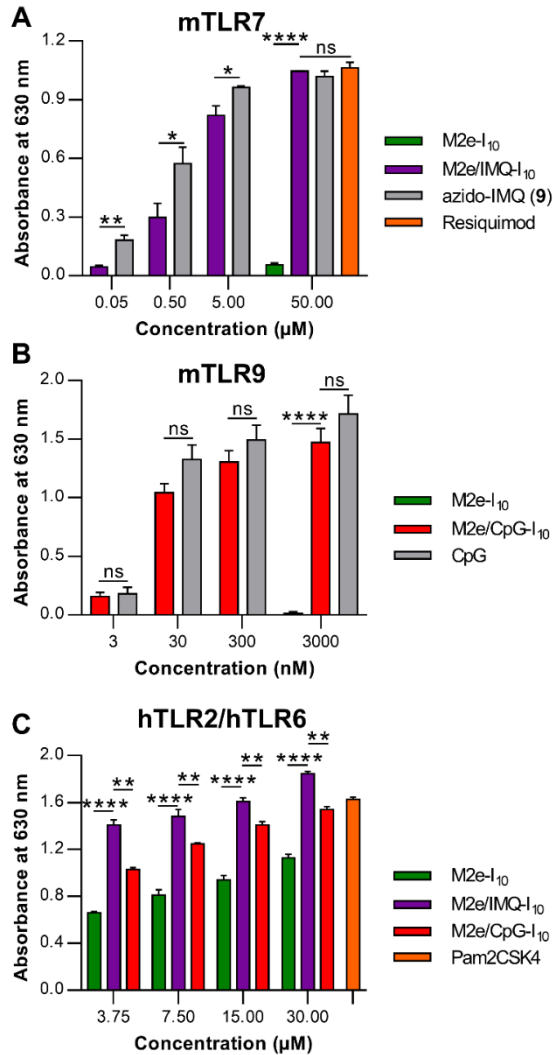 A
mTLR7
Absorbance at 630 nm
1.2
0.9
0.6
0.3
0.0
**
*
*
****
ns
0.05 0.50 5.00 50.00
Concentration (µM)
M2e-I10
M2e/IMQ-I10
azido-IMQ (9)
Resiquimod
B
mTLR9
Absorbance at 630 nm
2.0
1.5
1.0
0.5
0.0
ns
ns
ns
****
ns
3 30 300 3000
Concentration (nM)
M2e-I10
M2e/CpG-I10
CpG
C
hTLR2/hTLR6
Absorbance at 630 nm
2.0
1.6
1.2
0.8
0.4
0.0
**** **
**** **
**** **
**** **
3.75 7.50 15.00 30.00
Concentration (µM)
M2e-I10
M2e/IMQ-I10
M2e/CpG-I10
Pam2CSK4